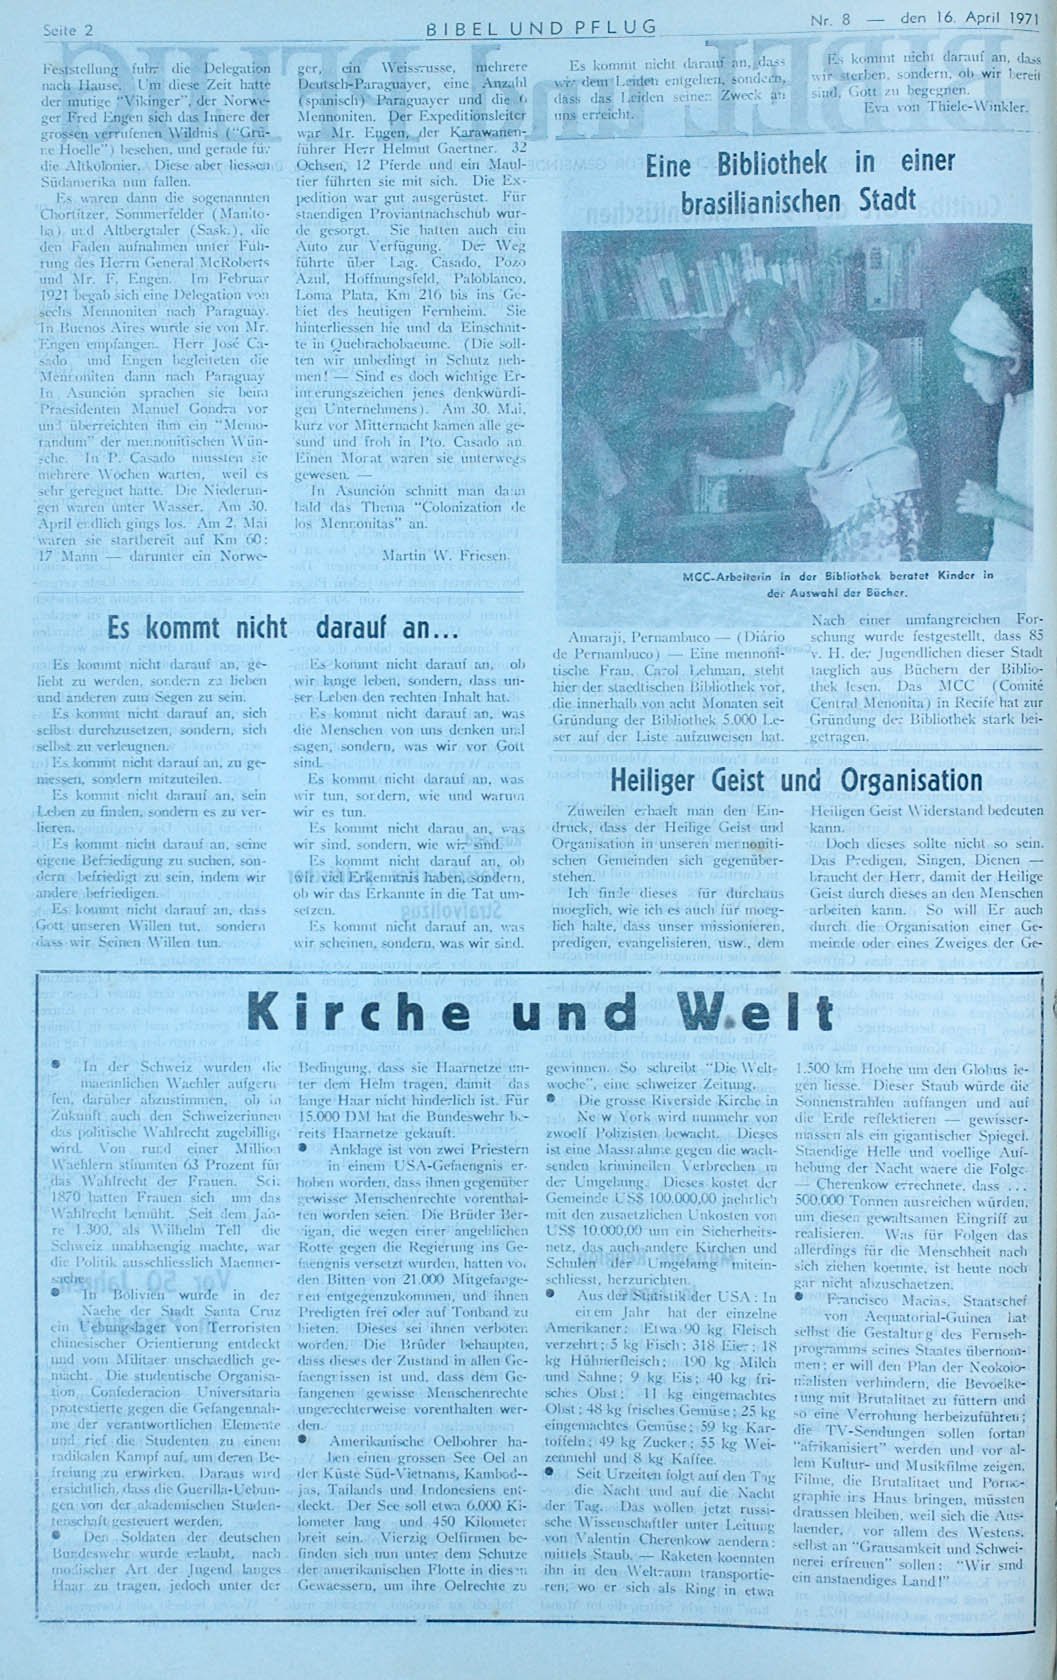 Seite 2
BIBEL UND PFLUG
Nr. 8 — den 16. April 1971
Feststellung fuhr die Delegation
nach Hause. Um diese Zeit hatte
der mutige "Vikinger", der Norwe-
ger Fred Engen sich das Innere der
grossen verrufenen Wildnis ("Grü-
ne Hoelle") besehen, und gerade für
die Altkolonier. Diese aber liessen
Südamerika nun fallen.
Es waren dann die sogenannten
Chortitzer, Sommerfelder (Manito-
ba) und Altbergtaler (Sask.), die
den Faden aufnahmen unter Füh-
rung des Herrn General McRoberts
und Mr. F. Engen. Im Februar
1921 begab sich eine Delegation von
sechs Mennoniten nach Paraguay.
In Buenos Aires wurde sie von Mr.
Engen empfangen. Herr José Ca-
sado und Engen begleiteten die
Mennoniten dann nach Paraguay
In Asunción sprachen sie beim
Praesidenten Manuel Gondra vor
und überreichten ihm ein "Memo-
randum" der mennonitischen Wün-
sche. In P. Casado mussten sie
mehrere Wochen warten, weil es
sehr geregnet hatte. Die Niederun-
gen waren unter Wasser. Am 30.
April endlich gings los. Am 2. Mai
waren sie startbereit auf Km 60:
17 Mann — darunter ein Norwe-
ger, ein Weissrusse, mehrere
Deutsch-Paraguayer, eine Anzahl
(spanisch) Paraguayer und die 6
Mennoniten. Der Expeditionsleiter
war Mr. Engen, der Karawanen-
führer Herr Helmut Gaertner. 32
Ochsen, 12 Pferde und ein Maul-
tier führten sie mit sich. Die Ex-
pedition war gut ausgerüstet. Für
staendigen Proviantnachschub wur-
de gesorgt. Sie hatten auch ein
Auto zur Verfügung. Der Weg
führte über Lag. Casado, Pozo
Azul, Hoffnungsfeld, Paloblanco,
Loma Plata, Km 216 bis ins Ge-
biet des heutigen Fernheim. Sie
hinterliessen hie und da Einschnit-
te in Quebrachobaeume. (Die soll-
ten wir unbedingt in Schutz neh-
men! — Sind es doch wichtige Er-
innerungszeichen jenes denkwürdi-
gen Unternehmens). Am 30. Mai,
kurz vor Mitternacht kamen alle ge-
sund und froh in Pto. Casado an.
Einen Monat waren sie unterwegs
gewesen. —
In Asunción schnitt man dann
bald das Thema "Colonization de
los Mennonitas" an.
Martin W. Friesen.
Es kommt nicht darauf an...
Es kommt nicht darauf an, ge-
liebt zu werden, sondern zu lieben
und anderen zum Segen zu sein.
Es kommt nicht darauf an, sich
selbst durchzusetzen, sondern, sich
selbst zu verleugnen.
Es kommt nicht darauf an, zu ge-
niessen, sondern mitzuteilen.
Es kommt nicht darauf an, sein
Leben zu finden, sondern es zu ver-
lieren.
Es kommt nicht darauf an, seine
eigene Befriedigung zu suchen, son-
dern befriedigt zu sein, indem wir
andere befriedigen.
Es kommt nicht darauf an, dass
Gott unseren Willen tut, sondern
dass wir Seinen Willen tun.
Es kommt nicht darauf an, ob
wir lange leben, sondern, dass un-
ser Leben den rechten Inhalt hat.
Es kommt nicht darauf an, was
die Menschen von uns denken und
sagen, sondern, was wir vor Gott
sind.
Es kommt nicht darauf an, was
wir tun, sondern, wie und warum
wir es tun.
Es kommt nicht darau an, was
wir sind, sondern, wie wir sind.
Es kommt nicht darauf an, ob
wir viel Erkenntnis haben, sondern,
ob wir das Erkannte in die Tat um-
setzen.
Es kommt nicht darauf an, was
wir scheinen, sondern, was wir sind.
Es kommt nicht darauf an, dass
wir dem Leiden entgehen, sondern,
dass das Leiden seinen Zweck an
uns erreicht.
Es kommt nicht darauf an, dass
wir sterben, sondern, ob wir bereit
sind, Gott zu begegnen.
Eva von Thiele-Winkler.
Eine Bibliothek in einer
brasilianischen Stadt
MCC-Arbeiterin in der Bibliothek beratet Kinder in
der Auswahl der Bücher.
Amaraji, Pernambuco — (Diário
de Pernambuco) — Eine mennoni-
tische Frau, Carol Lehman, steht
hier der staedtischen Bibliothek vor,
die innerhalb von acht Monaten seit
Gründung der Bibliothek 5.000 Le-
ser auf der Liste aufzuweisen hat.
Nach einer umfangreichen For-
schung wurde festgestellt, dass 85
v. H. der Jugendlichen dieser Stadt
taeglich aus Büchern der Biblio-
thek lesen. Das MCC (Comité
Central Menonita) in Recife hat zur
Gründung der Bibliothek stark bei-
getragen.
Heiliger Geist und Organisation
Zuweilen erhaelt man den Ein-
druck, dass der Heilige Geist und
Organisation in unseren mennoniti-
schen Gemeinden sich gegenüber-
stehen.
Ich finde dieses für durchaus
moeglich, wie ich es auch für moeg-
lich halte, dass unser missionieren,
predigen, evangelisieren, usw., dem
Heiligen Geist Widerstand bedeuten
kann.
Doch dieses sollte nicht so sein.
Das Predigen, Singen, Dienen —
braucht der Herr, damit der Heilige
Geist durch dieses an den Menschen
arbeiten kann. So will Er auch
durch die Organisation einer Ge-
meinde oder eines Zweiges der Ge-
Kirche und Welt
• In der Schweiz wurden die
maennlichen Waehler aufgeru
fen, darüber abzustimmen, ob in
Zukunft auch den Schweizerinnen
das politische Wahlrecht zugebilligt
wird. Von rund einer Million
Waehlern stimmten 63 Prozent für
das Wahlrecht der Frauen. Seit
1870 hatten Frauen sich um das
Wahlrecht bemüht. Seit dem Jah-
re 1.300, als Wilhelm Tell die
Schweiz unabhaengig machte, war
die Politik ausschliesslich Maenner-
sache.
• In Bolivien wurde in der
Naehe der Stadt Santa Cruz
ein Uebungslager von Terroristen
chinesischer Orientierung entdeckt
und vom Militaer unschaedlich ge-
macht. Die studentische Organisa-
tion, Confederacion Universitaria
protestierte gegen die Gefangennah-
me der verantwortlichen Elemente
und rief die Studenten zu einem
radikalen Kampf auf, um deren Be-
freiung zu erwirken. Daraus wird
ersichtlich, dass die Guerilla-Uebun-
gen von der akademischen Studen-
tenschaft gesteuert werden.
• Den Soldaten der deutschen
Bundeswehr wurde erlaubt, nach
modischer Art der Jugend langes
Haar zu tragen, jedoch unter der
Bedingung, dass sie Haarnetze un-
ter dem Helm tragen, damit das
lange Haar nicht hinderlich ist. Für
15.000 DM hat die Bundeswehr be-
reits Haarnetze gekauft.
• Anklage ist von zwei Priestern
in einem USA-Gefaengnis er-
hoben worden, dass ihnen gegenüber
gewisse Menschenrechte vorenthal-
ten worden seien. Die Brüder Ber-
rigan, die wegen einer angeblichen
Rotte gegen die Regierung ins Ge-
faengnis versetzt wurden, hatten vor
den Bitten von 21.000 Mitgefange-
ren entgegenzukommen, und ihnen
Predigten frei oder auf Tonband zu
bieten. Dieses sei ihnen verboten
worden. Die Brüder behaupten,
dass dieses der Zustand in allen Ge-
faengnissen ist und, dass dem Ge-
fangenen gewisse Menschenrechte
ungerechterweise vorenthalten wer-
den.
• Amerikanische Oelbohrer ha-
ben einen grossen See Oel an
der Küste Süd-Vietnams, Kambod--
jas, Tailands und Indonesiens ent-
deckt. Der See soll etwa 6.000 Ki-
lometer lang und 450 Kilometer
breit sein. Vierzig Oelfirmen be-
finden sich nun unter dem Schutze
der amerikanischen Flotte in diesen
Gewaessern, um ihre Oelrechte zu
gewinnen. So schreibt "Die Welt-
woche", eine schweizer Zeitung.
• Die grosse Riverside Kirche in
New York wird nunmehr von
zwoelf Polizisten bewacht. Dieses
ist eine Massnahme gegen die wach-
senden kriminellen Verbrechen in
der Umgebung. Dieses kostet der
Gemeinde US$ 100.000,00 jaehrlich
mit den zusaetzlichen Unkosten von
US$ 10.000,00 um ein Sicherheits-
netz, das auch andere Kirchen und
Schulen der Umgebung mitein-
schliesst, herzurichten.
• Aus der Statistik der USA: In
einem Jahr hat der einzelne
Amerikaner: Etwa 90 kg Fleisch
verzehrt; 5 kg Fisch; 318 Eier; 18
kg Hühnerfleisch; 190 kg Milch
und Sahne; 9 kg Eis; 40 kg fri-
sches Obst; 11 kg eingemachtes
Obst; 48 kg frisches Gemüse; 25 kg
eingemachtes Gemüse; 59 kg Kar-
toffeln; 49 kg Zucker; 55 kg Wei-
zenmehl und 8 kg Kaffee.
• Seit Urzeiten folgt auf den Tag
die Nacht und auf die Nacht
der Tag. Das wollen jetzt russi-
sche Wissenschaftler unter Leitung
von Valentin Cherenkow aendern:
mittels Staub. — Raketen koennten
ihn in den Weltraum transportie-
ren, wo er sich als Ring in etwa
1.500 km Hoehe um den Globus le-
gen liesse. Dieser Staub würde die
Sonnenstrahlen auffangen und auf
die Erde reflektieren — gewisser-
massen als ein gigantischer Spiegel.
Staendige Helle und voellige Auf-
hebung der Nacht waere die Folge.
— Cherenkow errechnete, dass ...
500.000 Tonnen ausreichen würden,
um diesen gewaltsamen Eingriff zu
realisieren. Was für Folgen das
allerdings für die Menschheit nach
sich ziehen koennte, ist heute noch
gar nicht abzuschaetzen.
• Francisco Macias, Staatschef
von Aequatorial-Guinea hat
selbst die Gestaltung des Fernseh-
programms seines Staates übernom-
men; er will den Plan der Neokolo-
nialisten verhindern, die Bevoelke-
rung mit Brutalitaet zu füttern und
so eine Verrohung herbeizuführen;
die TV-Sendungen sollen fortan
"afrikanisiert" werden und vor al-
lem Kultur- und Musikfilme zeigen.
Filme, die Brutalitaet und Porno-
graphie ins Haus bringen, müssten
draussen bleiben, weil sich die Aus-
laender, vor allem des Westens,
selbst an "Grausamkeit und Schwei-
nerei erfreuen" sollen: "Wir sind
ein anstaendiges Land!"